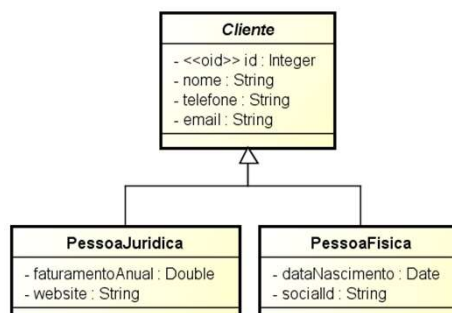 Cliente
- <<oid>> id : Integer
- nome : String
- telefone : String
- email : String
PessoaJuridica
- faturamentoAnual : Double
- website : String
PessoaFisica
- dataNascimento : Date
- socialId : String